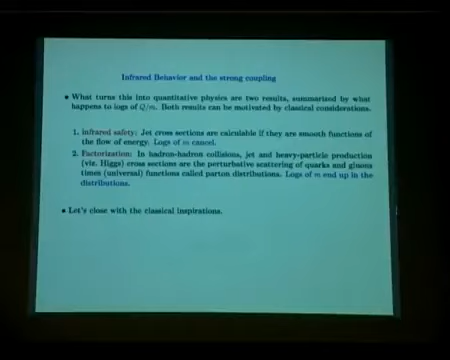 Infrared Behavior and the strong coupling
• What turns this into quantitative physics are two results, summarized by what
happens to logs of Q/m. Both results can be motivated by classical considerations.
1. infrared safety: Jet cross sections are calculable if they are smooth functions of
the flow of energy. Logs of m cancel.
2. Factorization: In hadron-hadron collisions, jet and heavy-particle production
(viz. Higgs) cross sections are the perturbative scattering of quarks and gluons
times (universal) functions called parton distributions. Logs of m end up in the
distributions.
• Let's close with the classical inspirations.